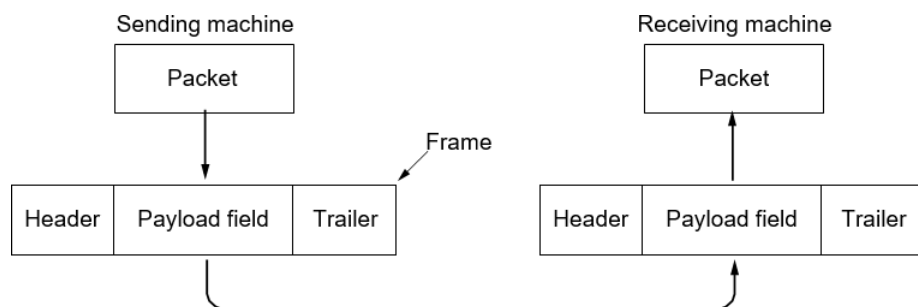 Sending machine
Receiving machine
Packet
Packet
Frame
Header
Payload field
Trailer
Header
Payload field
Trailer